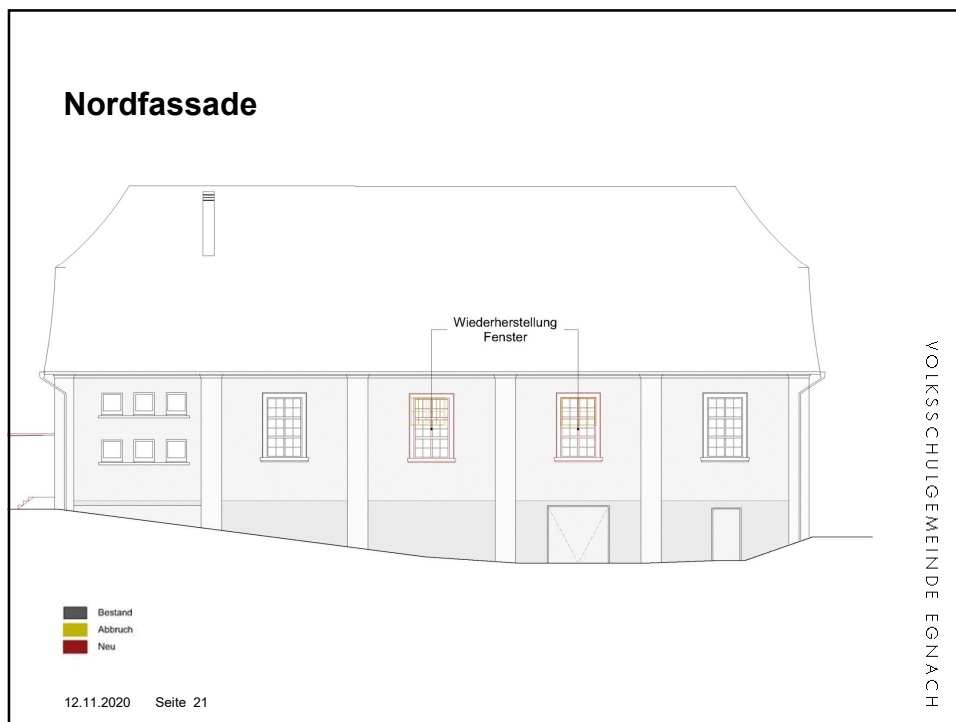 Nordfassade
Wiederherstellung
Fenster
VOLKSSCHULGEMEINDE EGNACH
Bestand
Abbruch
Neu
12.11.2020 Seite 21